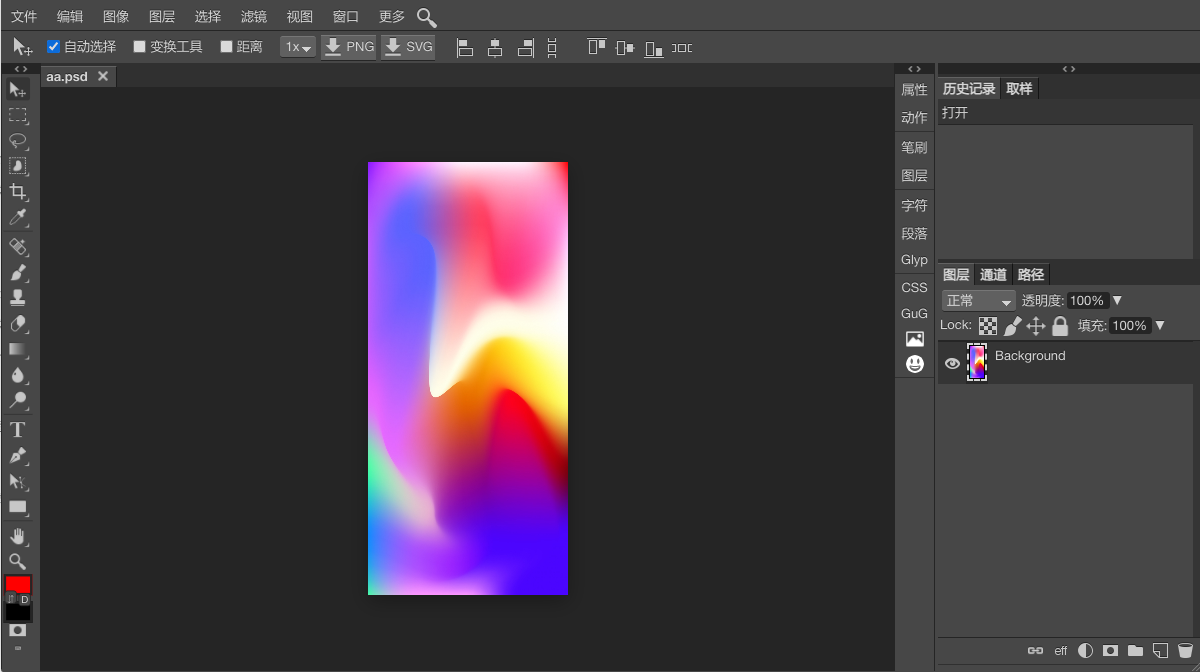 文件 编辑 图像 图层 选择 滤镜 视图 窗口 更多
自动选择 变换工具 距离 1x PNG SVG
aa.psd
属性
动作
笔刷
图层
字符
段落
Glyp
CSS
GuG
历史记录 取样
打开
图层 通道 路径
正常 透明度: 100%
Lock: 填充: 100%
Background
T
D
eff